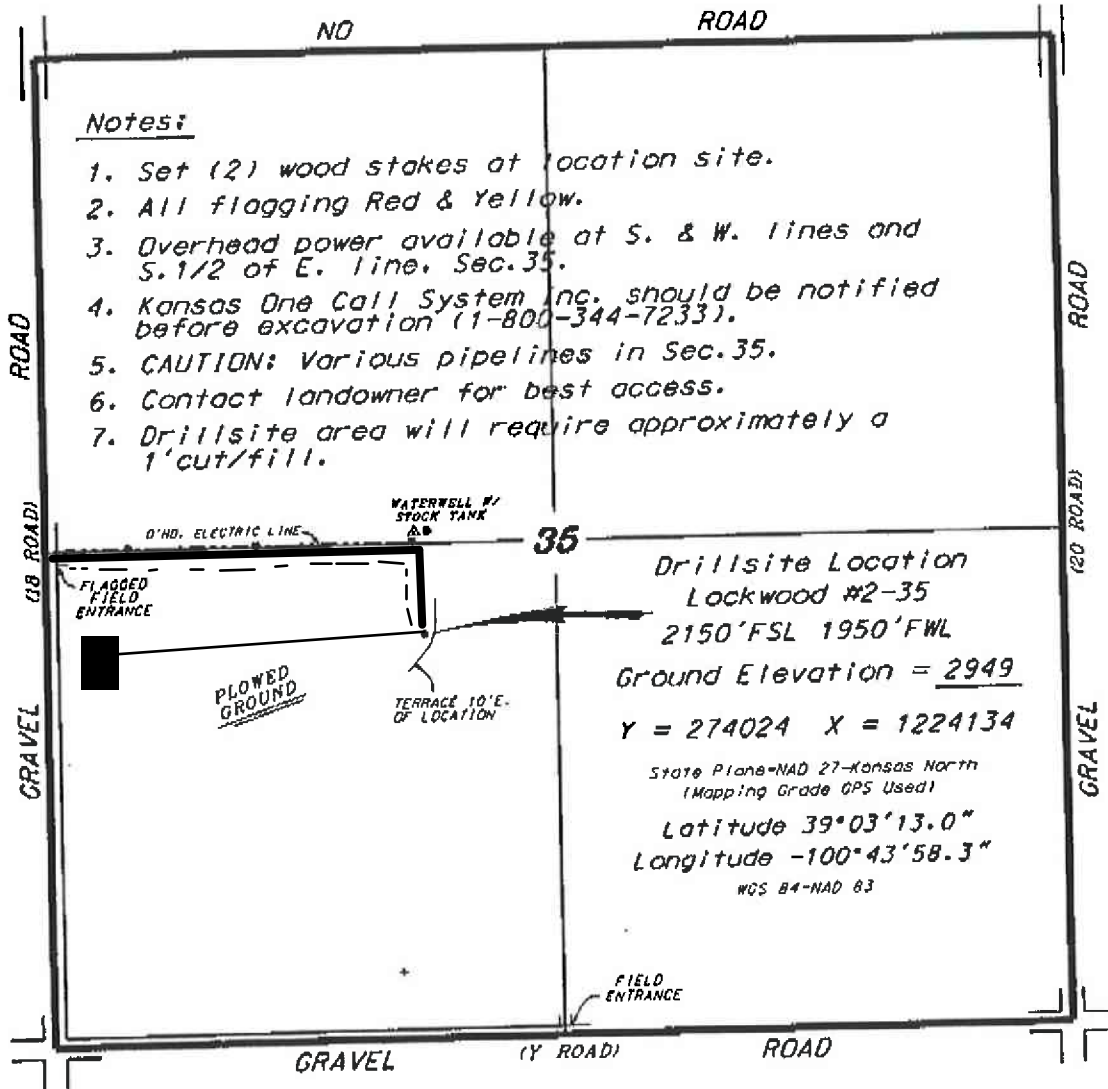 NO ROAD
Notes:
1. Set (2) wood stakes at location site.
2. All flagging Red & Yellow.
3. Overhead power available at S. & W. lines and
S.1/2 of E. line. Sec.35.
4. Kansas One Call System Inc. should be notified
before excavation (1-800-344-7233).
5. CAUTION: Various pipelines in Sec.35.
6. Contact landowner for best access.
7. Drillsite area will require approximately a
1'cut/fill.
ROAD
(18 ROAD)
GRAVEL
ROAD
(20 ROAD)
GRAVEL
WATERWELL W/
STOCK TANK
O'HD. ELECTRIC LINE
35
FLAGGED
FIELD
ENTRANCE
PLOWED
GROUND
TERRACE 10'E.
OF LOCATION
Drillsite Location
Lockwood #2-35
2150'FSL 1950'FWL
Ground Elevation = 2949
Y = 274024 X = 1224134
State Plane=NAD 27-Kansas North
(Mapping Grade GPS Used)
Latitude 39°03'13.0"
Longitude -100°43'58.3"
WGS 84-NAD 83
FIELD
ENTRANCE
GRAVEL (Y ROAD) ROAD